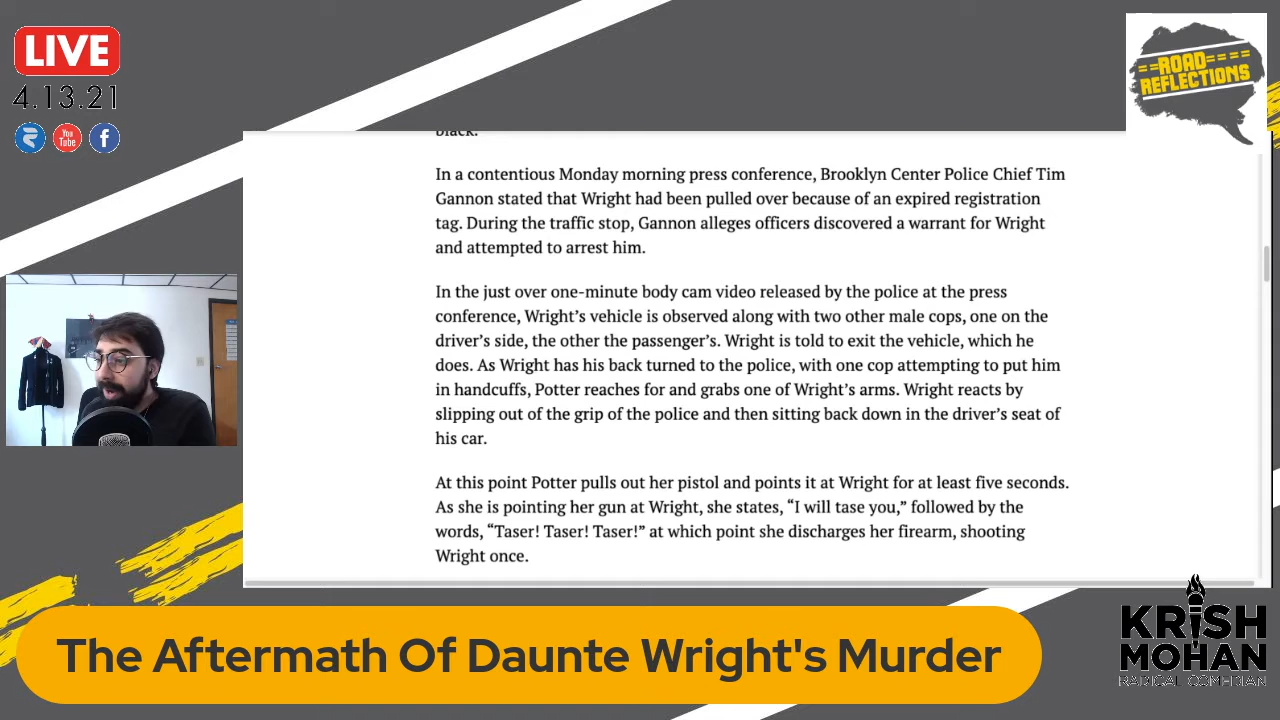 LIVE
4.13.21
You
Tube
f
==ROAD====
REFLECTIONS
black.
In a contentious Monday morning press conference, Brooklyn Center Police Chief Tim
Gannon stated that Wright had been pulled over because of an expired registration
tag. During the traffic stop, Gannon alleges officers discovered a warrant for Wright
and attempted to arrest him.
In the just over one-minute body cam video released by the police at the press
conference, Wright’s vehicle is observed along with two other male cops, one on the
driver’s side, the other the passenger’s. Wright is told to exit the vehicle, which he
does. As Wright has his back turned to the police, with one cop attempting to put him
in handcuffs, Potter reaches for and grabs one of Wright’s arms. Wright reacts by
slipping out of the grip of the police and then sitting back down in the driver’s seat of
his car.
At this point Potter pulls out her pistol and points it at Wright for at least five seconds.
As she is pointing her gun at Wright, she states, “I will tase you,” followed by the
words, “Taser! Taser! Taser!” at which point she discharges her firearm, shooting
Wright once.
The Aftermath Of Daunte Wright's Murder
KRISH
MOHAN
RADICAL COMEDIAN